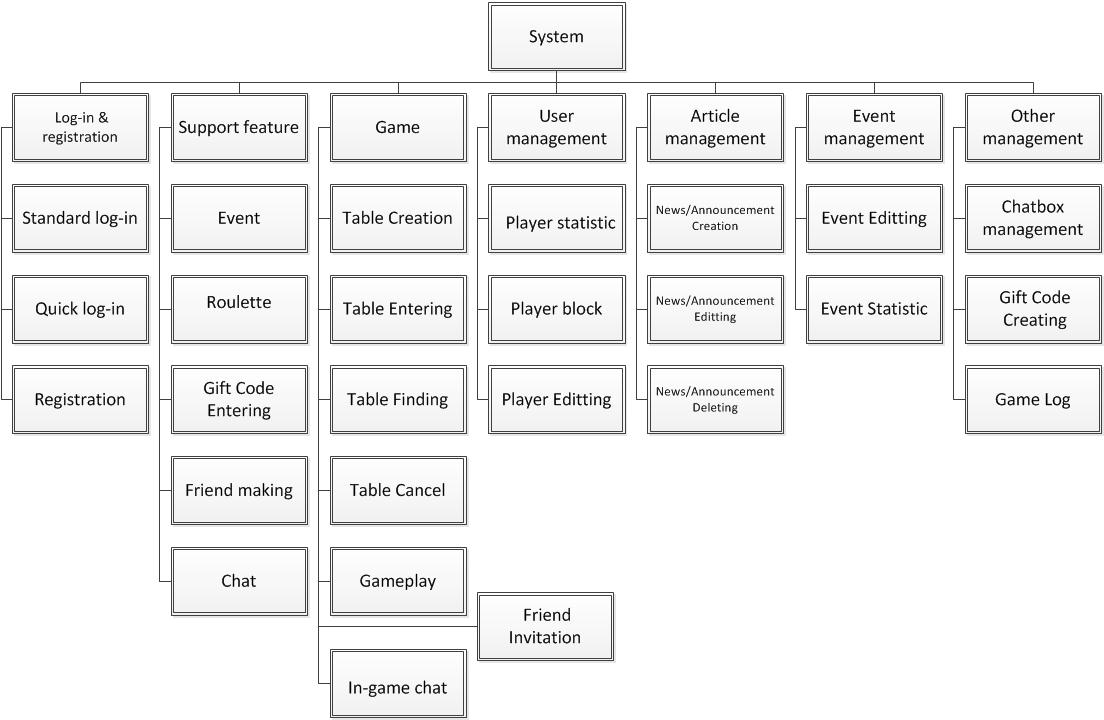 System
Log-in &
registration
Support feature
Game
User
management
Article
management
Event
management
Other
management
Standard log-in
Event
Table Creation
Player statistic
News/Announcement
Creation
Event Editting
Chatbox
management
Quick log-in
Roulette
Table Entering
Player block
News/Announcement
Editting
Event Statistic
Gift Code
Creating
Registration
Gift Code
Entering
Table Finding
Player Editting
News/Announcement
Deleting
Game Log
Friend making
Table Cancel
Chat
Gameplay
Friend
Invitation
In-game chat